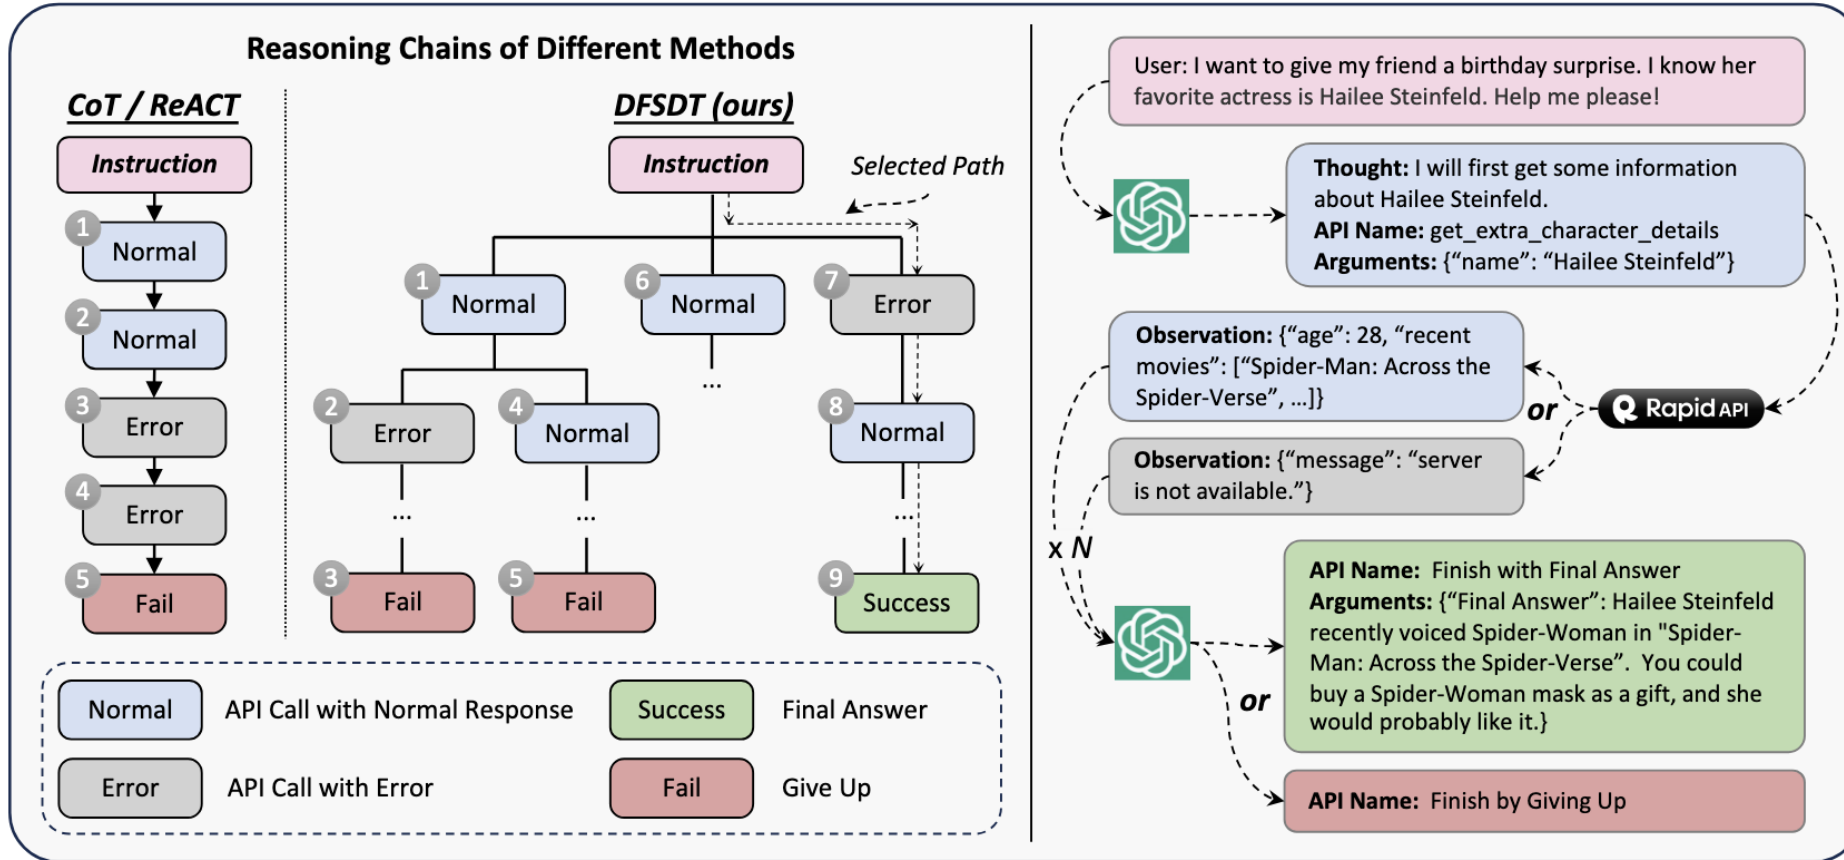 Reasoning Chains of Different Methods
CoT / ReACT
Instruction
1
Normal
2
Normal
3
Error
4
Error
5
Fail
DFSDT (ours)
Instruction
Selected Path
1
Normal
6
Normal
7
Error
...
2
Error
4
Normal
8
Normal
...
...
...
3
Fail
5
Fail
9
Success
Normal
API Call with Normal Response
Success
Final Answer
Error
API Call with Error
Fail
Give Up
User: I want to give my friend a birthday surprise. I know her
favorite actress is Hailee Steinfeld. Help me please!
Thought: I will first get some information
about Hailee Steinfeld.
API Name: get_extra_character_details
Arguments: {“name”: “Hailee Steinfeld”}
Observation: {“age”: 28, “recent
movies”: [“Spider-Man: Across the
Spider-Verse”, …]}
or
Rapid API
Observation: {“message”: “server
is not available.”}
x N
API Name: Finish with Final Answer
Arguments: {“Final Answer”: Hailee Steinfeld
recently voiced Spider-Woman in "Spider-
Man: Across the Spider-Verse”. You could
buy a Spider-Woman mask as a gift, and she
would probably like it.}
or
API Name: Finish by Giving Up